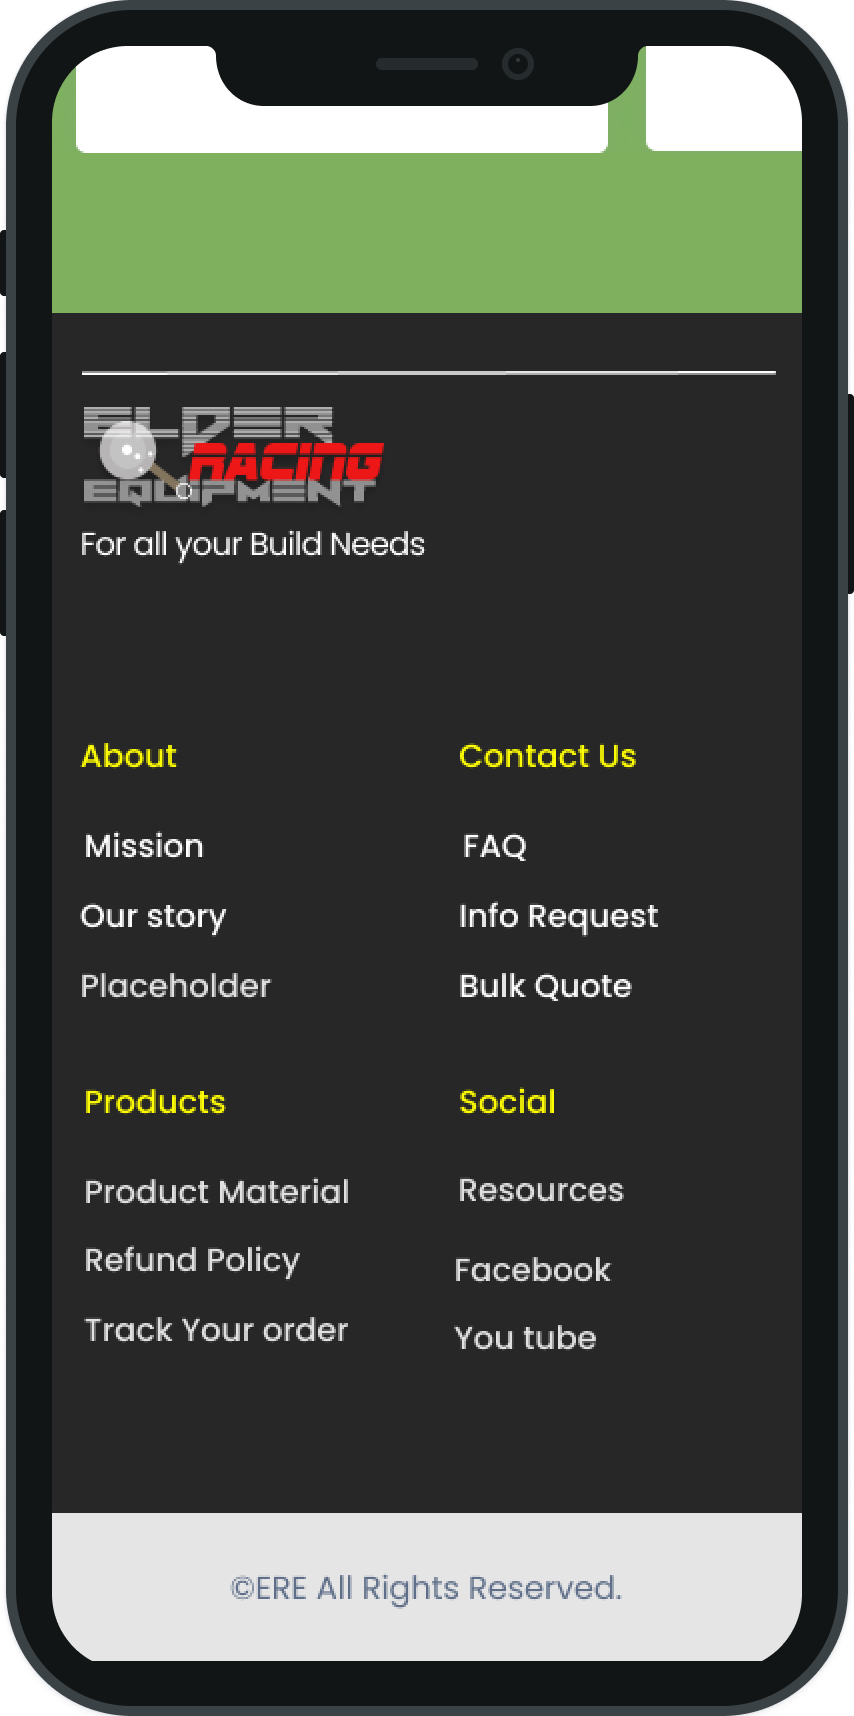 ELDER
RACING
EQUIPMENT
For all your Build Needs
About
Mission
Our story
Placeholder
Contact Us
FAQ
Info Request
Bulk Quote
Products
Product Material
Refund Policy
Track Your order
Social
Resources
Facebook
You tube
©ERE All Rights Reserved.